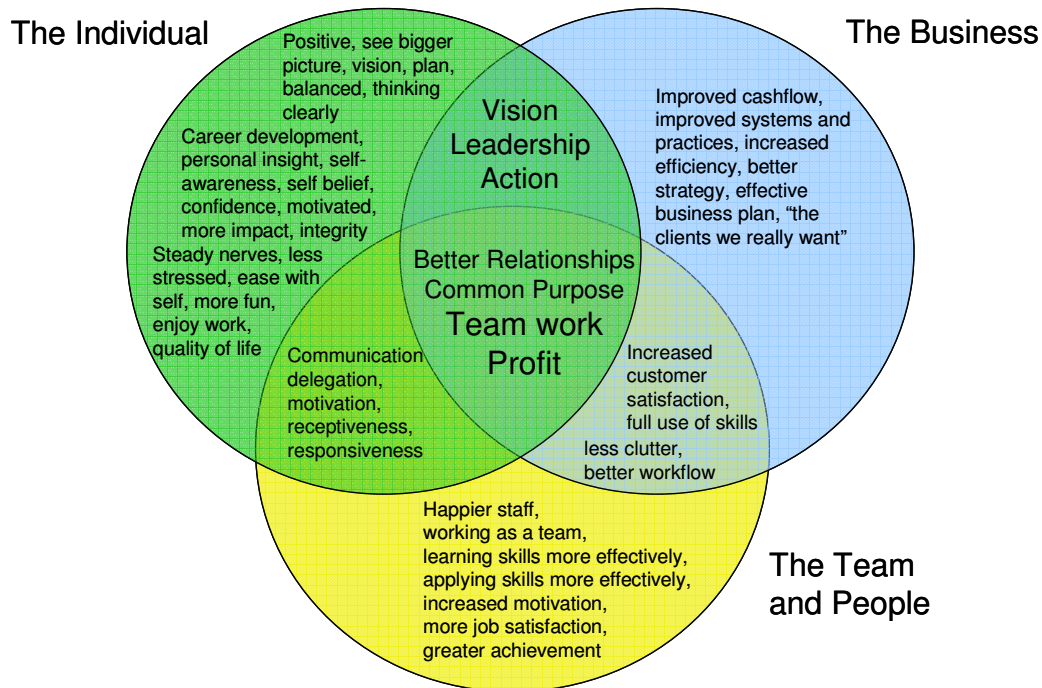 The Individual
The Business
Positive, see bigger
picture, vision, plan,
balanced, thinking
clearly
Career development,
personal insight, self-
awareness, self belief,
confidence, motivated,
more impact, integrity
Steady nerves, less
stressed, ease with
self, more fun,
enjoy work,
quality of life
Vision
Leadership
Action
Improved cashflow,
improved systems and
practices, increased
efficiency, better
strategy, effective
business plan, “the
clients we really want”
Better Relationships
Common Purpose
Team work
Profit
Communication
delegation,
motivation,
receptiveness,
responsiveness
Increased
customer
satisfaction,
full use of skills
less clutter,
better workflow
Happier staff,
working as a team,
learning skills more effectively,
applying skills more effectively,
increased motivation,
more job satisfaction,
greater achievement
The Team
and People